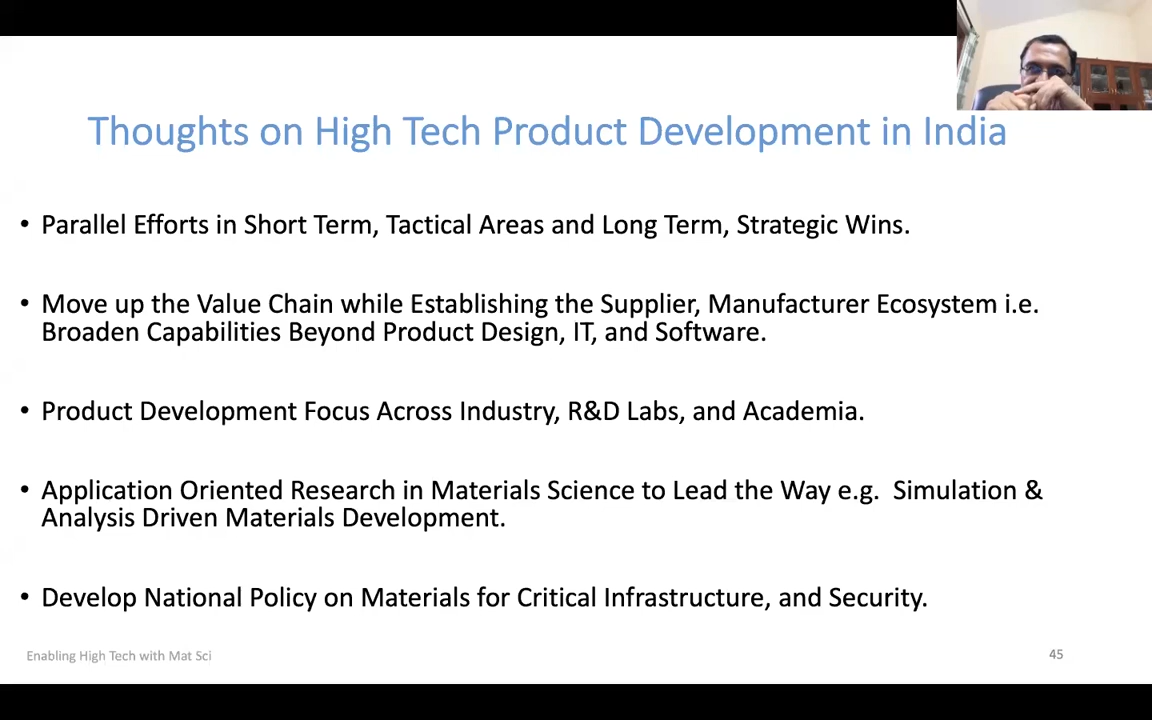 Thoughts on High Tech Product Development in India
• Parallel Efforts in Short Term, Tactical Areas and Long Term, Strategic Wins.
• Move up the Value Chain while Establishing the Supplier, Manufacturer Ecosystem i.e.
Broaden Capabilities Beyond Product Design, IT, and Software.
• Product Development Focus Across Industry, R&D Labs, and Academia.
• Application Oriented Research in Materials Science to Lead the Way e.g.  Simulation &
Analysis Driven Materials Development.
• Develop National Policy on Materials for Critical Infrastructure, and Security.
Enabling High Tech with Mat Sci
45